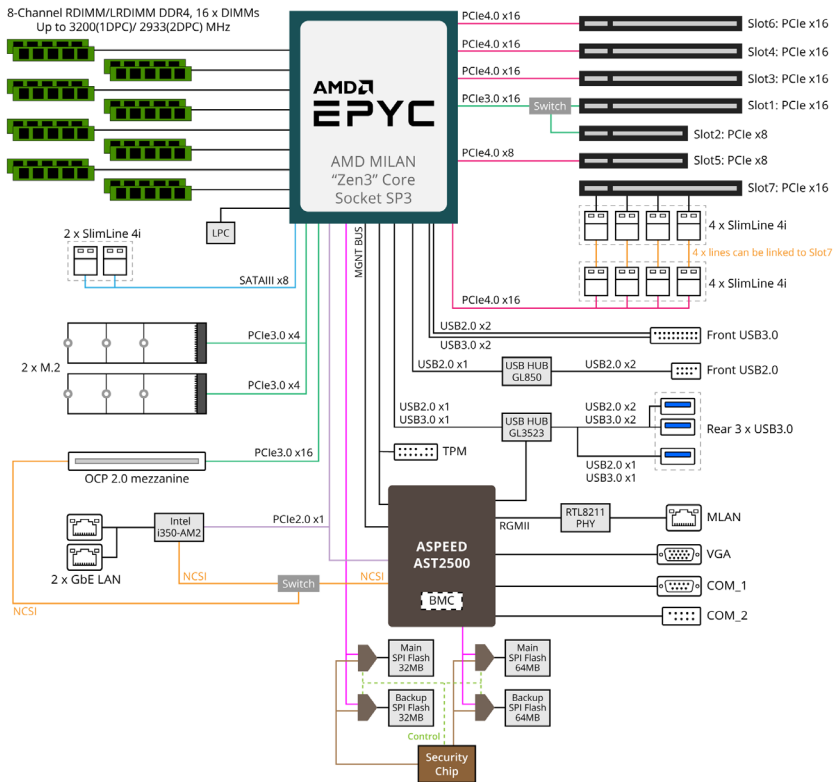 8-Channel RDIMM/LRDIMM DDR4, 16 x DIMMs
Up to 3200(1DPC)/ 2933(2DPC) MHz
AMD
EPYC
AMD MILAN
“Zen3” Core
Socket SP3
PCIe4.0 x16
Slot6: PCIe x16
PCIe4.0 x16
Slot4: PCIe x16
PCIe4.0 x16
Slot3: PCIe x16
PCIe3.0 x16
Switch
Slot1: PCIe x16
Slot2: PCIe x8
PCIe4.0 x8
Slot5: PCIe x8
Slot7: PCIe x16
4 x SlimLine 4i
4 x lines can be linked to Slot7
4 x SlimLine 4i
PCIe4.0 x16
LPC
2 x SlimLine 4i
SATAIII x8
MGNT BUS
USB2.0 x2
USB3.0 x2
Front USB3.0
PCIe3.0 x4
2 x M.2
PCIe3.0 x4
USB2.0 x1
USB HUB
GL850
USB2.0 x2
Front USB2.0
USB2.0 x1
USB3.0 x1
USB HUB
GL3523
USB2.0 x2
USB3.0 x2
Rear 3 x USB3.0
USB2.0 x1
USB3.0 x1
PCIe3.0 x16
OCP 2.0 mezzanine
TPM
Intel
i350-AM2
PCIe2.0 x1
2 x GbE LAN
NCSI
Switch
NCSI
NCSI
ASPEED
AST2500
BMC
RGMII
RTL8211
PHY
MLAN
VGA
COM_1
COM_2
Main
SPI Flash
32MB
Main
SPI Flash
64MB
Backup
SPI Flash
32MB
Backup
SPI Flash
64MB
Control
Security
Chip